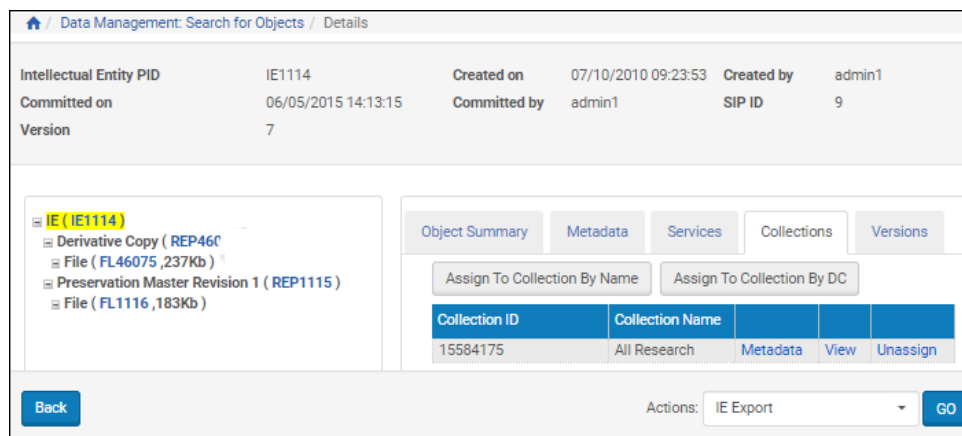 / Data Management: Search for Objects / Details
Intellectual Entity PID IE1114 Created on 07/10/2010 09:23:53 Created by admin1
Committed on 06/05/2015 14:13:15 Committed by admin1 SIP ID 9
Version 7
IE ( IE1114 )
Derivative Copy (
File ( FL46075 ,237Kb )
Preservation Master Revision 1 ( REP1115 )
File ( FL1116 ,183Kb )
Object Summary Metadata Services Collections Versions
Assign To Collection By Name Assign To Collection By DC
Collection ID Collection Name
15584175 All Research Metadata View Unassign
Back Actions: IE Export GO